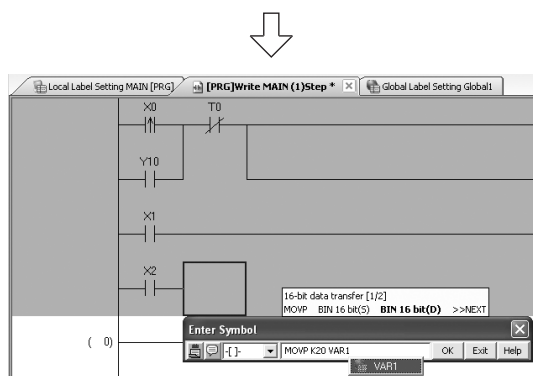 Local Label Setting MAIN [PRG]
[PRG]Write MAIN (1)Step *
Global Label Setting Global1
X0 T0
Y10
X1
X2
16-bit data transfer [1/2]
MOVP BIN 16 bit(S) BIN 16 bit(D) >>NEXT
Enter Symbol
( 0)
-[ ]- MOVP K20 VAR1 OK Exit Help
VAR1